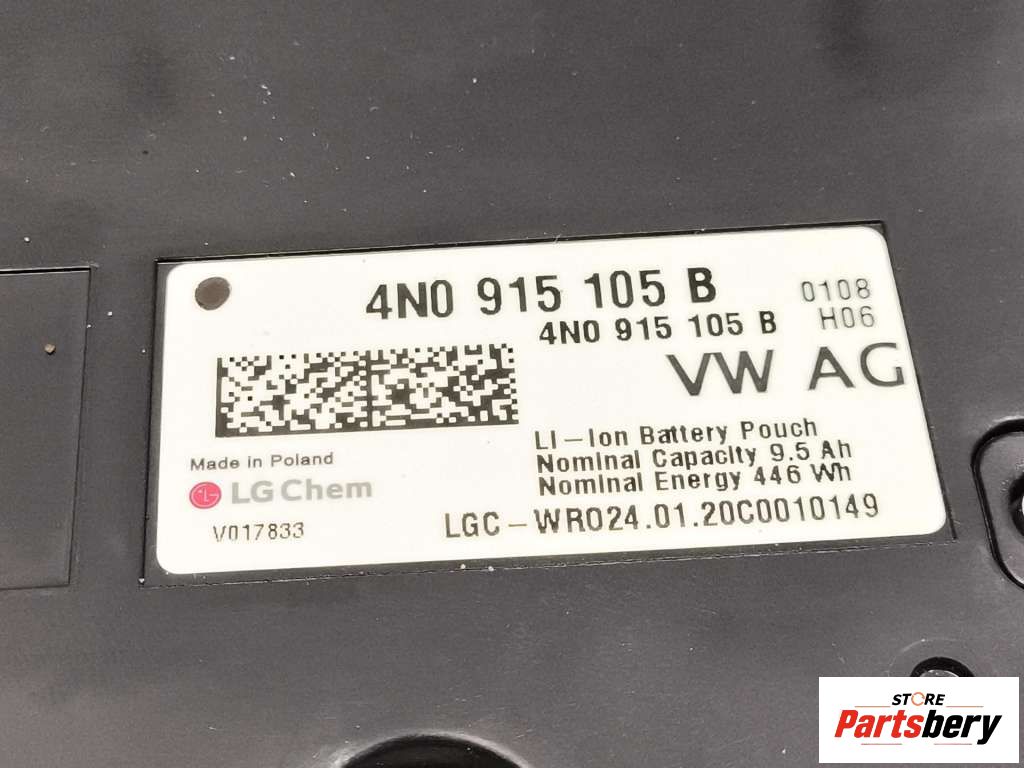 4N0 915 105 B
0108
4N0 915 105 B
H06
VW AG
LI-Ion Battery Pouch
Nominal Capacity 9.5 Ah
Nominal Energy 446 Wh
Made in Poland
LG
LG Chem
V017833
LGC-WR024.01.20C0010149
STORE
Partsbery